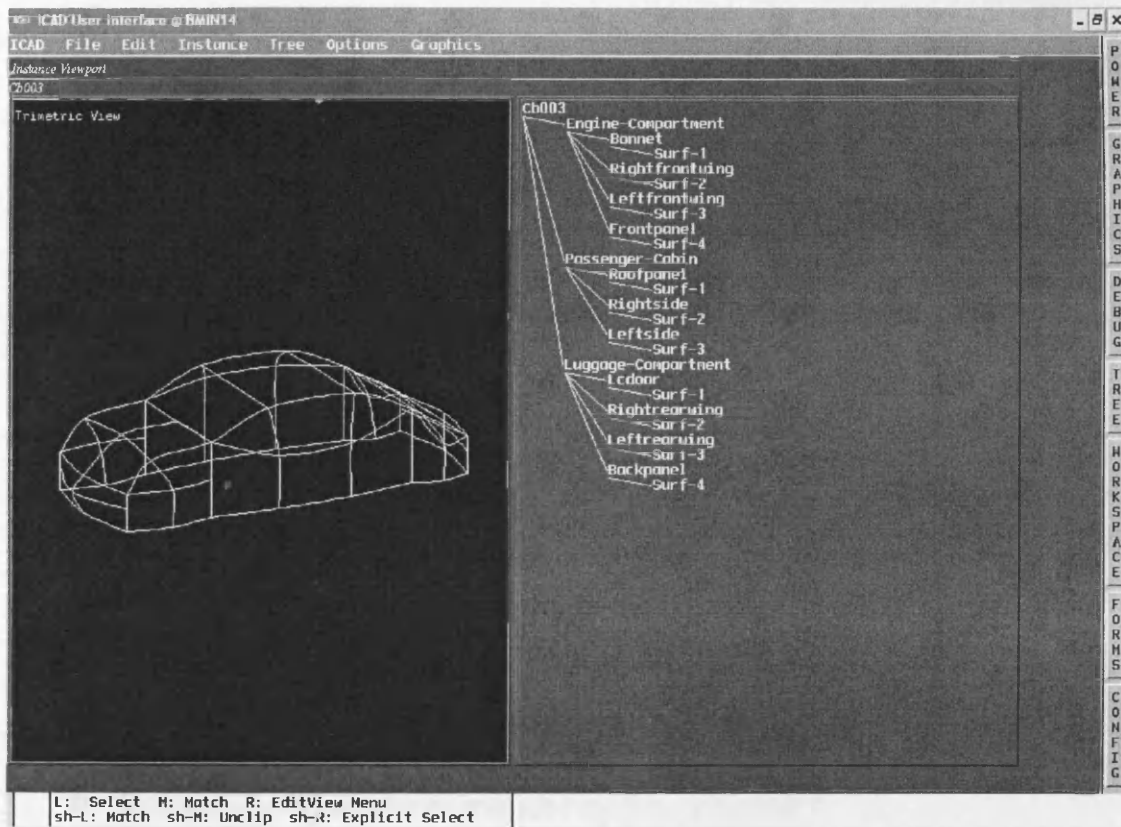 ICAD User interface @ RMIN14
ICAD File Edit Instance Tree Options Graphics
Instance Viewport
Cb003
Trimetric View
Cb003
Engine-Compartment
Bonnet
Surf-1
Rightfrontwing
Surf-2
Leftfrontwing
Surf-3
Frontpanel
Surf-4
Passenger-Cabin
Roofpanel
Surf-1
Rightside
Surf-2
Leftside
Surf-3
Luggage-Compartment
Lcdoor
Surf-1
Rightrearwing
Surf-2
Leftrearwing
Surf-3
Backpanel
Surf-4
POWER
GRAPHICS
DEBUG
TREE
WORKSPACE
FORMS
CONFIG
L: Select M: Match R: EditView Menu
sh-L: Match sh-M: Unclip sh-R: Explicit Select